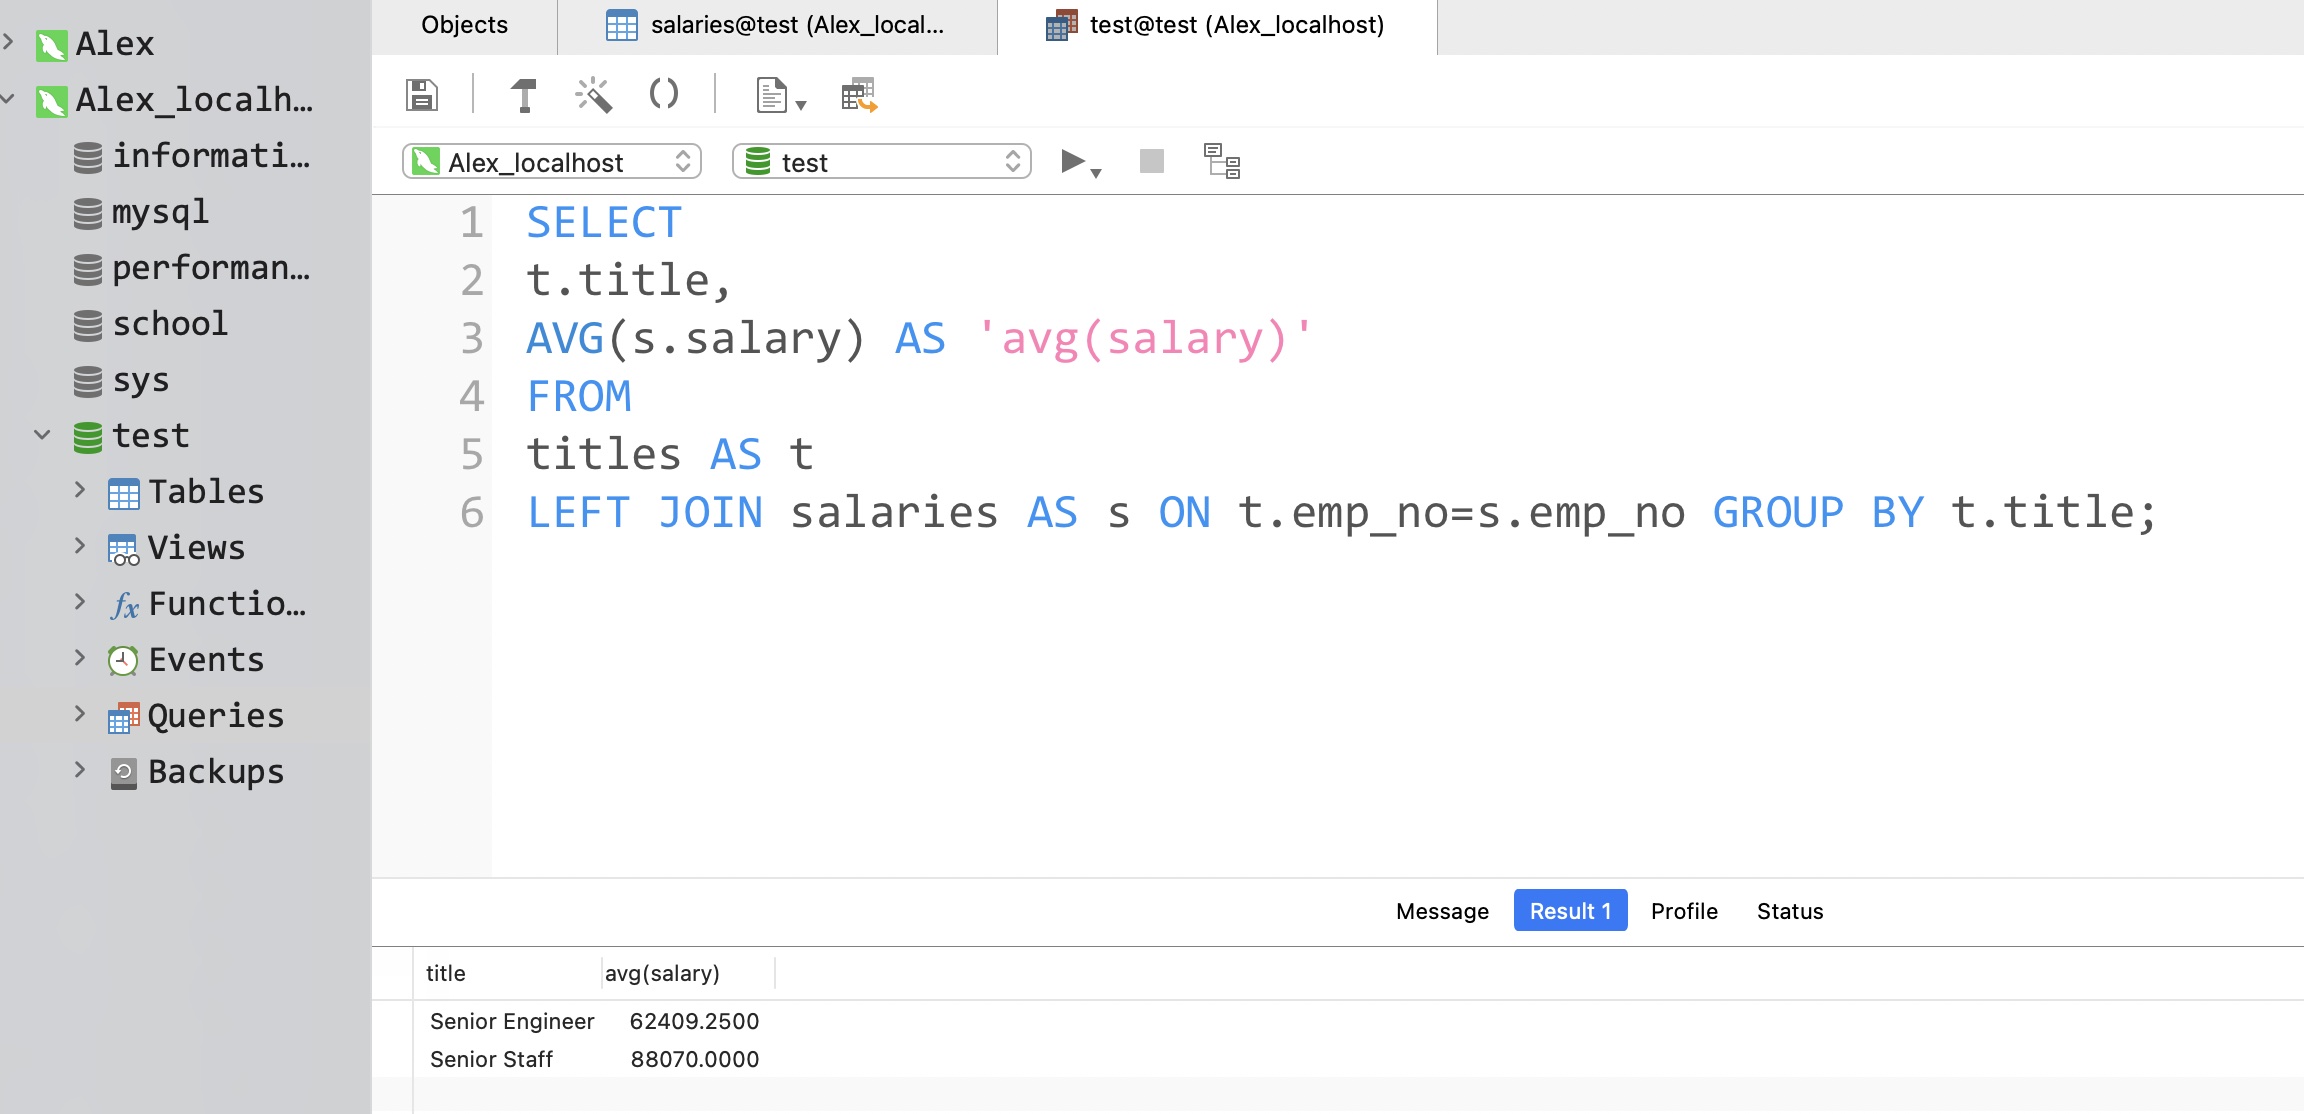 Alex
Alex_localh...
informati...
mysql
performan...
school
sys
test
Tables
Views
Functio...
Events
Queries
Backups
Objects
salaries@test (Alex_local...
test@test (Alex_localhost)
Alex_localhost
test
1 SELECT
2 t.title,
3 AVG(s.salary) AS 'avg(salary)'
4 FROM
5 titles AS t
6 LEFT JOIN salaries AS s ON t.emp_no=s.emp_no GROUP BY t.title;
Message Result 1 Profile Status
title avg(salary)
Senior Engineer 62409.2500
Senior Staff 88070.0000